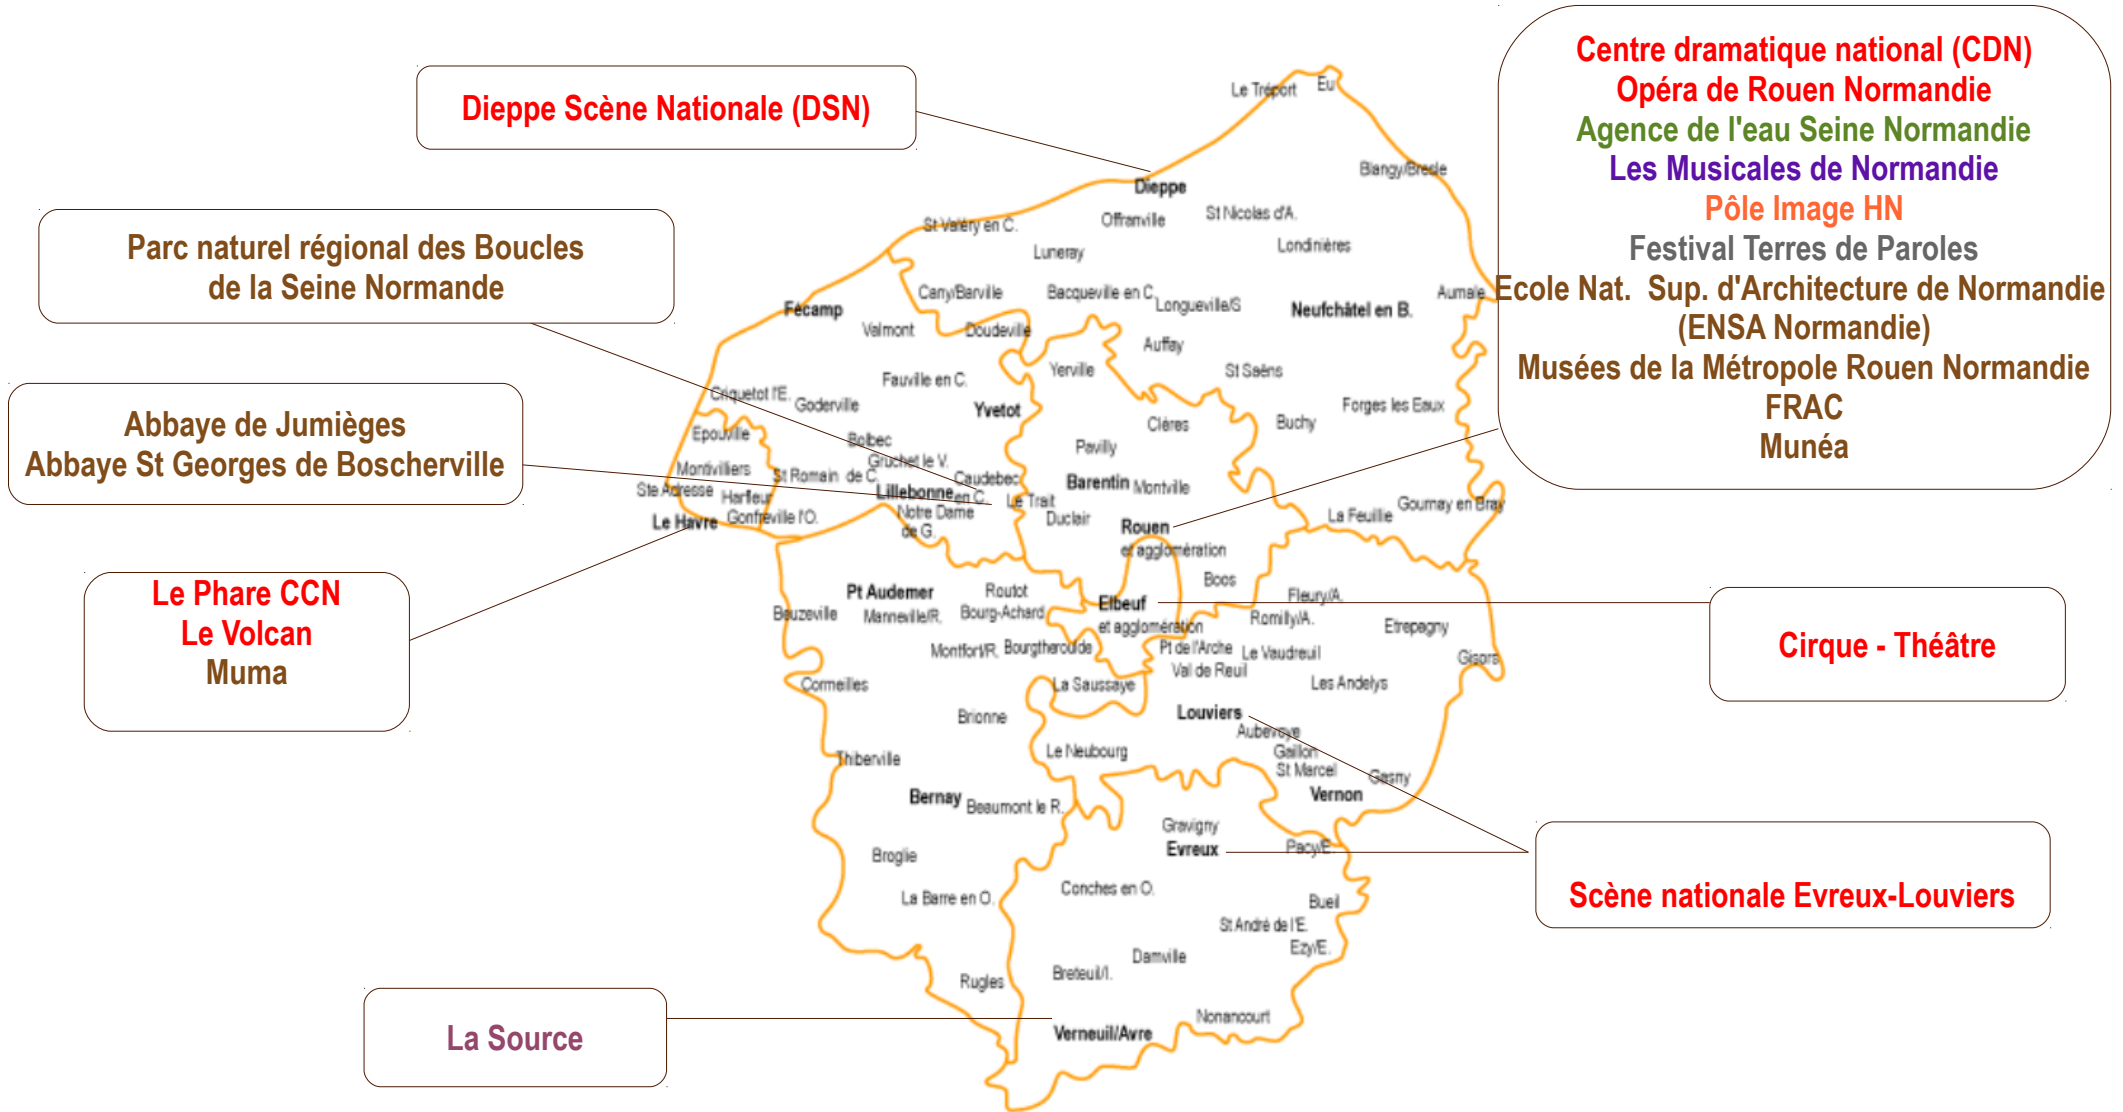 Centre dramatique national (CDN)
Opéra de Rouen Normandie
Agence de l'eau Seine Normandie
Les Musicales de Normandie
Pôle Image HN
Festival Terres de Paroles
Ecole Nat. Sup. d'Architecture de Normandie
(ENSA Normandie)
Musées de la Métropole Rouen Normandie
FRAC
Munéa
Dieppe Scène Nationale (DSN)
Parc naturel régional des Boucles
de la Seine Normande
Abbaye de Jumièges
Abbaye St Georges de Boscherville
Le Phare CCN
Le Volcan
Muma
Cirque - Théâtre
Scène nationale Evreux-Louviers
La Source
Le Tréport
Eu
Blangy/Bresle
Dieppe
Offranville
St Nicolas d'A.
St Valéry en C.
Luneray
Londinières
Cany/Barville
Bacqueville en C.
Longueville/S
Aumale
Fécamp
Neufchâtel en B.
Valmont
Doudeville
Auffay
Yerville
St Saëns
Fauville en C.
Criquetot l'E.
Goderville
Yvetot
Forges les Eaux
Clères
Buchy
Epouville
Bolbec
Pavilly
Gruchet le V.
Montivilliers
St Romain de C.
Caudebec
en C.
Barentin
Montville
Ste Adresse
Harfleur
Lillebonne
Le Trait
Gournay en Bray
Le Havre
Gonfreville l'O.
Notre Dame
de G.
Duclair
Rouen
et agglomération
La Feuillie
Boos
Pt Audemer
Routot
Elbeuf
et agglomération
Fleury/A.
Beuzeville
Manneville/R.
Bourg-Achard
Romilly/A.
Etrepagny
Montfort/R.
Bourgtheroulde
Pt de l'Arche
Le Vaudreuil
Gisors
Val de Reuil
Cormeilles
La Saussaye
Les Andelys
Brionne
Louviers
Aubevoye
Le Neubourg
Gaillon
Thiberville
St Marcel
Gasny
Bernay
Beaumont le R.
Vernon
Gravigny
Evreux
Pacy/E.
Broglie
Conches en O.
La Barre en O.
Bueil
St André de l'E.
Ezy/E.
Damville
Breteuil/I.
Rugles
Nonancourt
Verneuil/Avre